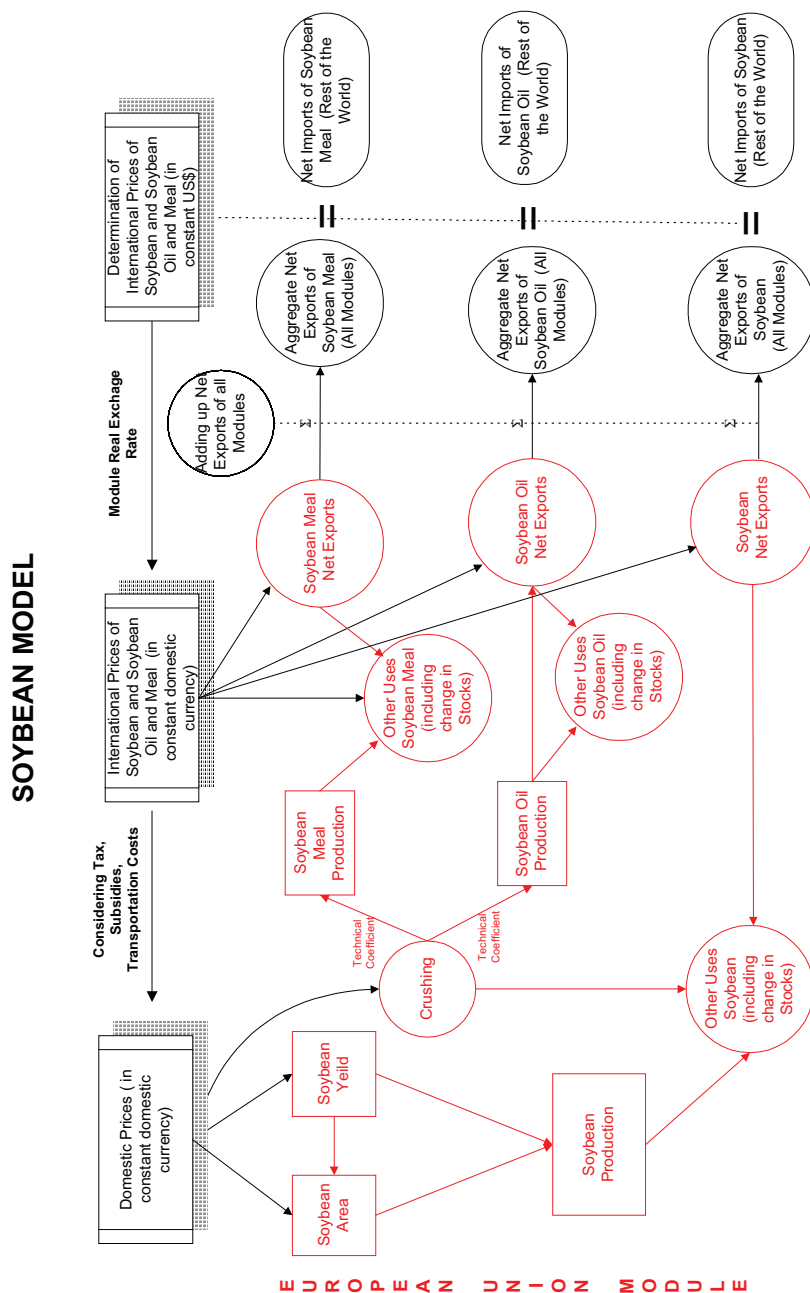 SOYBEAN MODEL
Domestic Prices ( in
constant domestic
currency)
Considering Tax,
Subsidies,
Transportation Costs
International Prices of
Soybean and Soybean
Oil and Meal  (in
constant domestic
currency)
Module Real Exchage
Rate
Determination of
International Prices of
Soybean and Soybean
Oil and Meal (in
constant US$)
Adding up Net
Exports of all
Modules
Soybean
Area
Soybean
Yeild
Crushing
Technical
Coefficient
Technical
Coefficient
Soybean
Meal
Production
Other Uses
Soybean Meal
(including
change in
Stocks)
Soybean Meal
Net Exports
Σ
Aggregate Net
Exports of
Soybean Meal
(All Modules)
=
Net Imports of Soybean
Meal  (Rest of the
World)
Soybean Oil
Production
Other Uses
Soybean Oil
(including
change in
Stocks)
Soybean Oil
Net Exports
Σ
Aggregate Net
Exports of
Soybean Oil  (All
Modules)
=
Net Imports of
Soybean Oil   (Rest of
the World)
Soybean
Production
Other Uses
Soybean
(including
change in
Stocks)
Soybean
Net Exports
Σ
Aggregate Net
Exports of
Soybean
(All Modules)
=
Net Imports of Soybean
(Rest of the World)
E U R O P E A N   U N I O N   M O D U L E